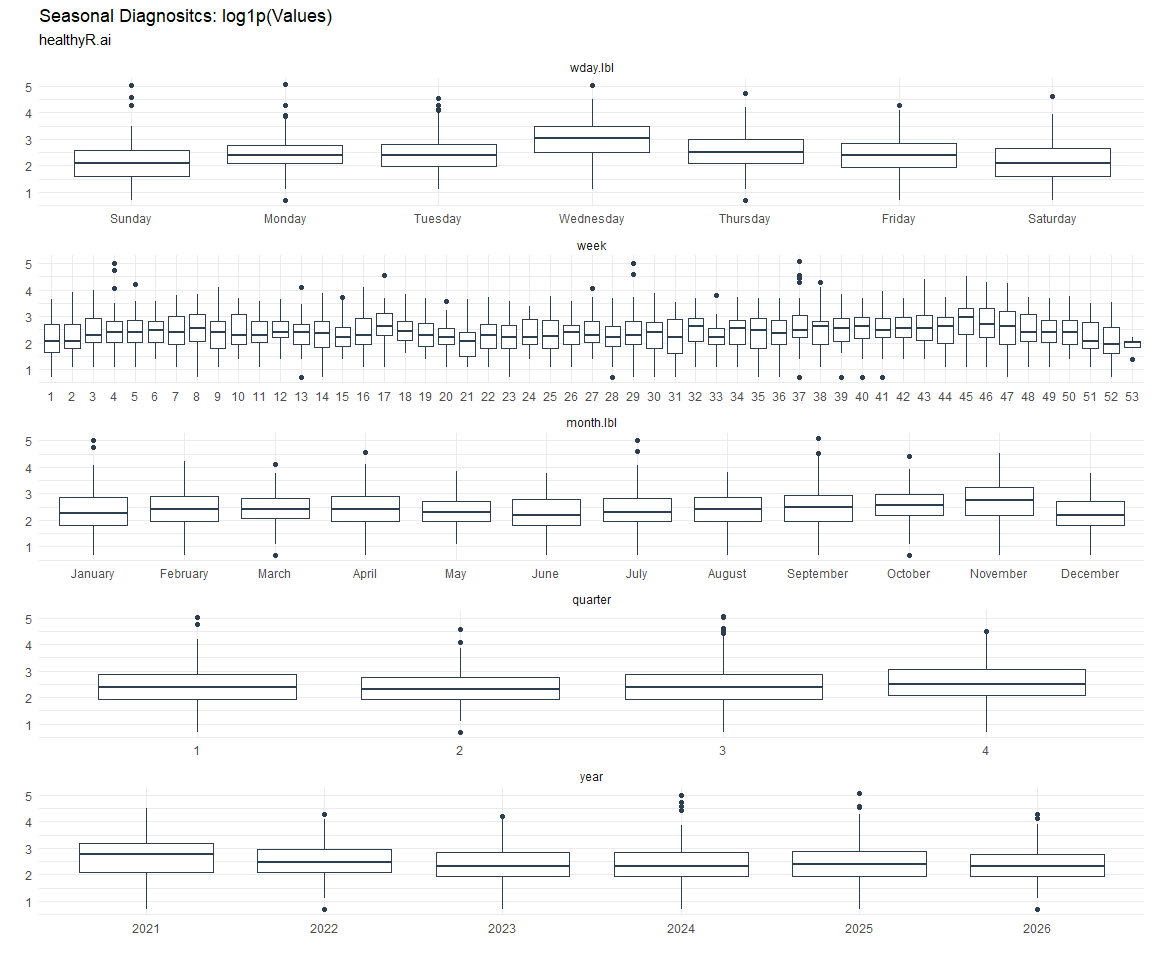 Seasonal Diagnositcs: log1p(Values)
healthyR.ai
wday.lbl
5
4
3
2
1
Sunday Monday Tuesday Wednesday Thursday Friday Saturday
week
5
4
3
2
1
1 2 3 4 5 6 7 8 9 10 11 12 13 14 15 16 17 18 19 20 21 22 23 24 25 26 27 28 29 30 31 32 33 34 35 36 37 38 39 40 41 42 43 44 45 46 47 48 49 50 51 52 53
month.lbl
5
4
3
2
1
January February March April May June July August September October November December
quarter
5
4
3
2
1
1 2 3 4
year
5
4
3
2
1
2021 2022 2023 2024 2025 2026